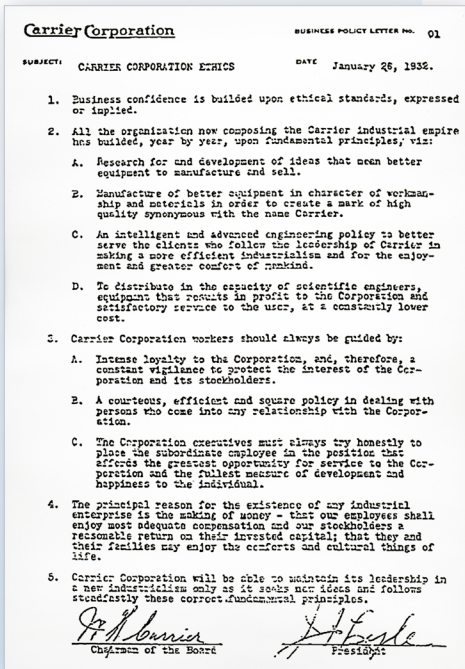 Carrier Corporation
BUSINESS POLICY LETTER No. 01
SUBJECT: CARRIER CORPORATION ETHICS DATE January 26, 1932.
1. Business confidence is builded upon ethical standards, expressed
or implied.
2. All the organization now composing the Carrier industrial empire
has builded, year by year, upon fundamental principles, viz:
A. Research for and development of ideas that mean better
equipment to manufacture and sell.
B. Manufacture of better equipment in character of workman-
ship and materials in order to create a mark of high
quality synonymous with the name Carrier.
C. An intelligent and advanced engineering policy to better
serve the clients who follow the leadership of Carrier in
making a more efficient industrialism and for the enjoy-
ment and greater comfort of mankind.
D. To distribute in the capacity of scientific engineers,
equipment that results in profit to the Corporation and
satisfactory service to the user, at a constantly lower
cost.
3. Carrier Corporation workers should always be guided by:
A. Intense loyalty to the Corporation, and, therefore, a
constant vigilance to protect the interest of the Cor-
poration and its stockholders.
B. A courteous, efficient and square policy in dealing with
persons who come into any relationship with the Corpor-
ation.
C. The Corporation executives must always try honestly to
place the subordinate employee in the position that
affords the greatest opportunity for service to the Cor-
poration and the fullest measure of development and
happiness to the individual.
4. The principal reason for the existence of any industrial
enterprise is the making of money - that our employees shall
enjoy most adequate compensation and our stockholders a
reasonable return on their invested capital; that they and
their families may enjoy the comforts and cultural things of
life.
5. Carrier Corporation will be able to maintain its leadership in
a new industrialism only as it seeks new ideas and follows
steadfastly these correct fundamental principles.
Carrier
Chairman of the Board President